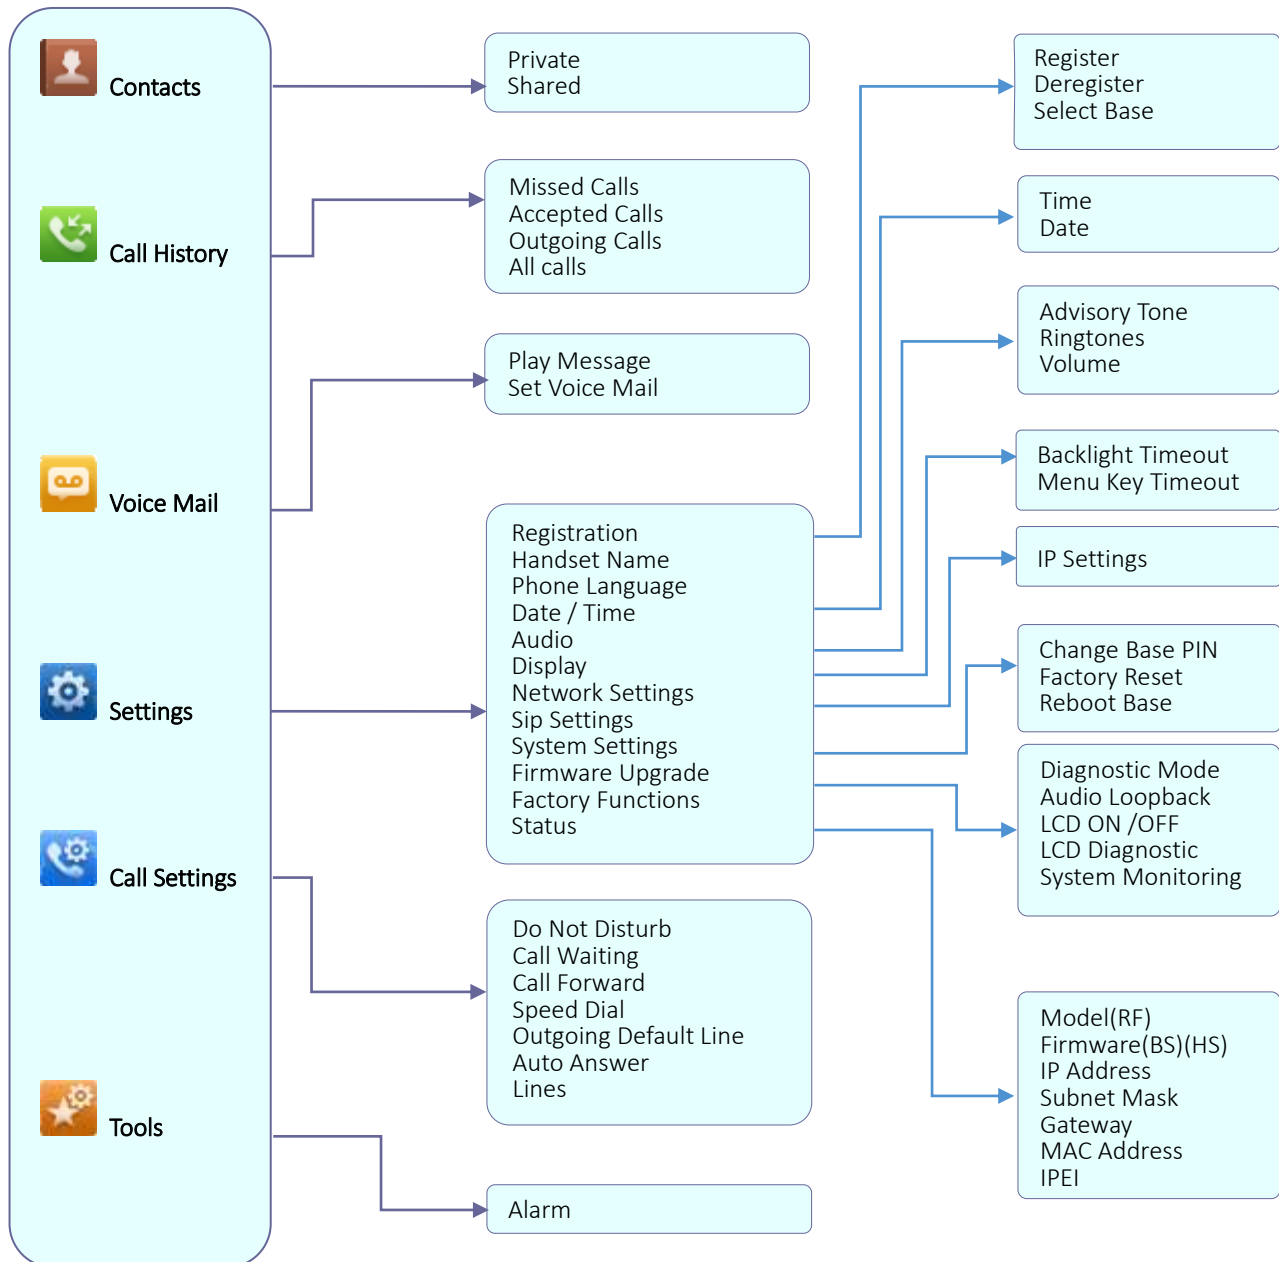 Contacts
Call History
Voice Mail
Settings
Call Settings
Tools
Private
Shared
Missed Calls
Accepted Calls
Outgoing Calls
All calls
Play Message
Set Voice Mail
Registration
Handset Name
Phone Language
Date / Time
Audio
Display
Network Settings
Sip Settings
System Settings
Firmware Upgrade
Factory Functions
Status
Do Not Disturb
Call Waiting
Call Forward
Speed Dial
Outgoing Default Line
Auto Answer
Lines
Alarm
Register
Deregister
Select Base
Time
Date
Advisory Tone
Ringtones
Volume
Backlight Timeout
Menu Key Timeout
IP Settings
Change Base PIN
Factory Reset
Reboot Base
Diagnostic Mode
Audio Loopback
LCD ON /OFF
LCD Diagnostic
System Monitoring
Model(RF)
Firmware(BS)(HS)
IP Address
Subnet Mask
Gateway
MAC Address
IPEI